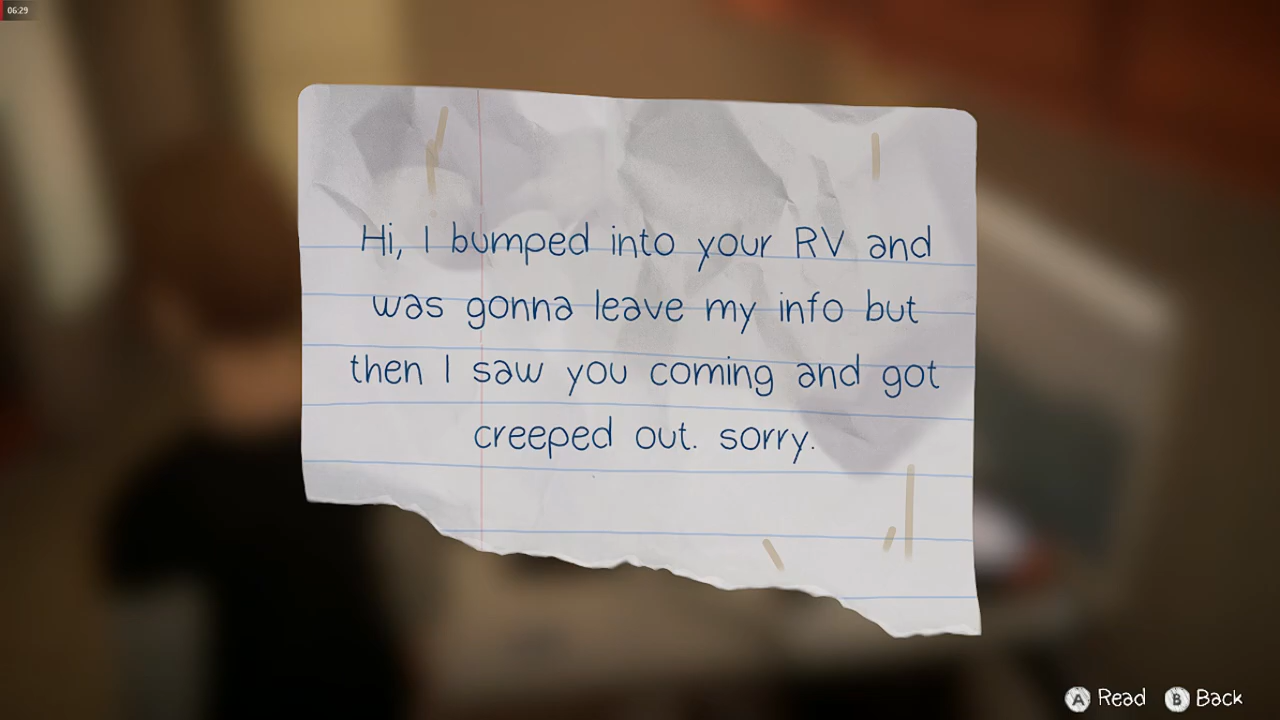 06:29
Hi, I bumped into your RV and
was gonna leave my info but
then I saw you coming and got
creeped out. sorry.
A Read B Back